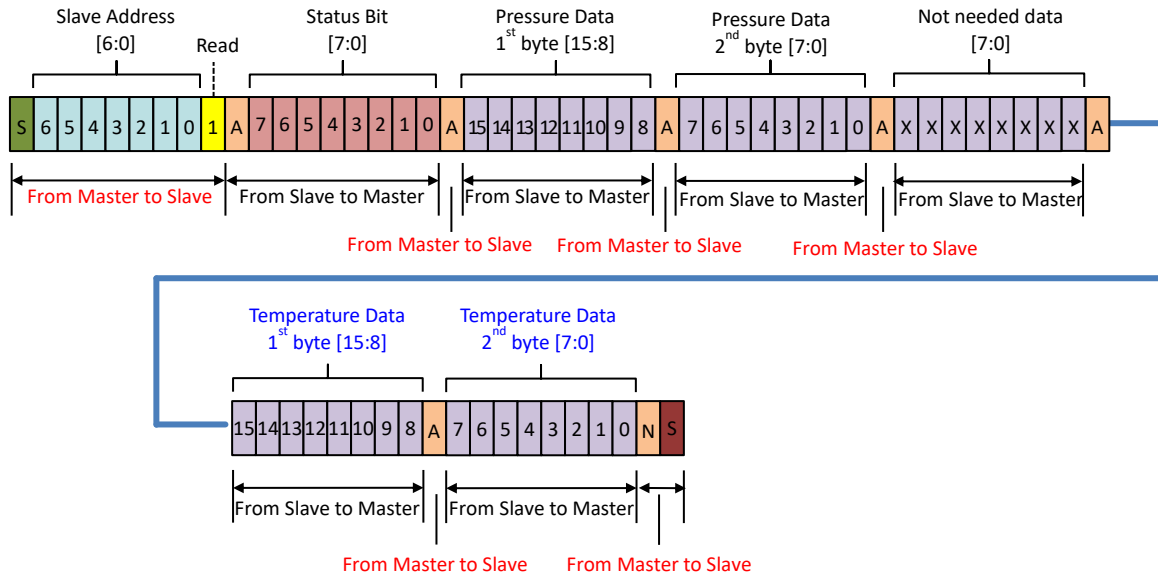 Slave Address
[6:0]
Read
Status Bit
[7:0]
Pressure Data
1st byte [15:8]
Pressure Data
2nd byte [7:0]
Not needed data
[7:0]
S 6 5 4 3 2 1 0 1 A 7 6 5 4 3 2 1 0 A 15 14 13 12 11 10 9 8 A 7 6 5 4 3 2 1 0 A X X X X X X X X A
From Master to Slave
From Slave to Master
From Slave to Master
From Slave to Master
From Slave to Master
From Master to Slave
From Master to Slave
From Master to Slave
Temperature Data
1st byte [15:8]
Temperature Data
2nd byte [7:0]
15 14 13 12 11 10 9 8 A 7 6 5 4 3 2 1 0 N S
From Slave to Master
From Slave to Master
From Master to Slave
From Master to Slave